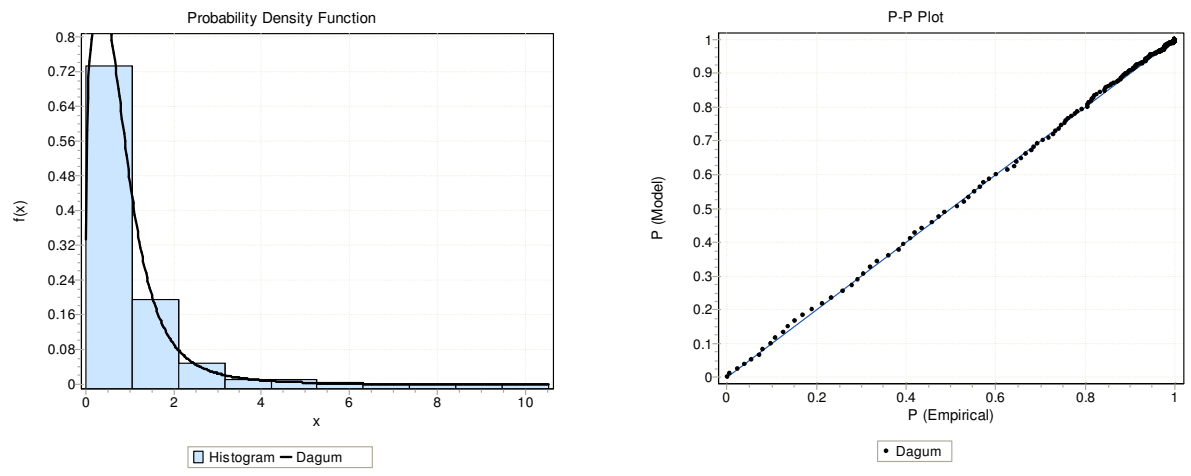 Probability Density Function
f(x)
0.8
0.72
0.64
0.56
0.48
0.4
0.32
0.24
0.16
0.08
0
0 2 4 6 8 10
x
Histogram Dagum
P-P Plot
P (Model)
1
0.9
0.8
0.7
0.6
0.5
0.4
0.3
0.2
0.1
0
0 0.2 0.4 0.6 0.8 1
P (Empirical)
Dagum